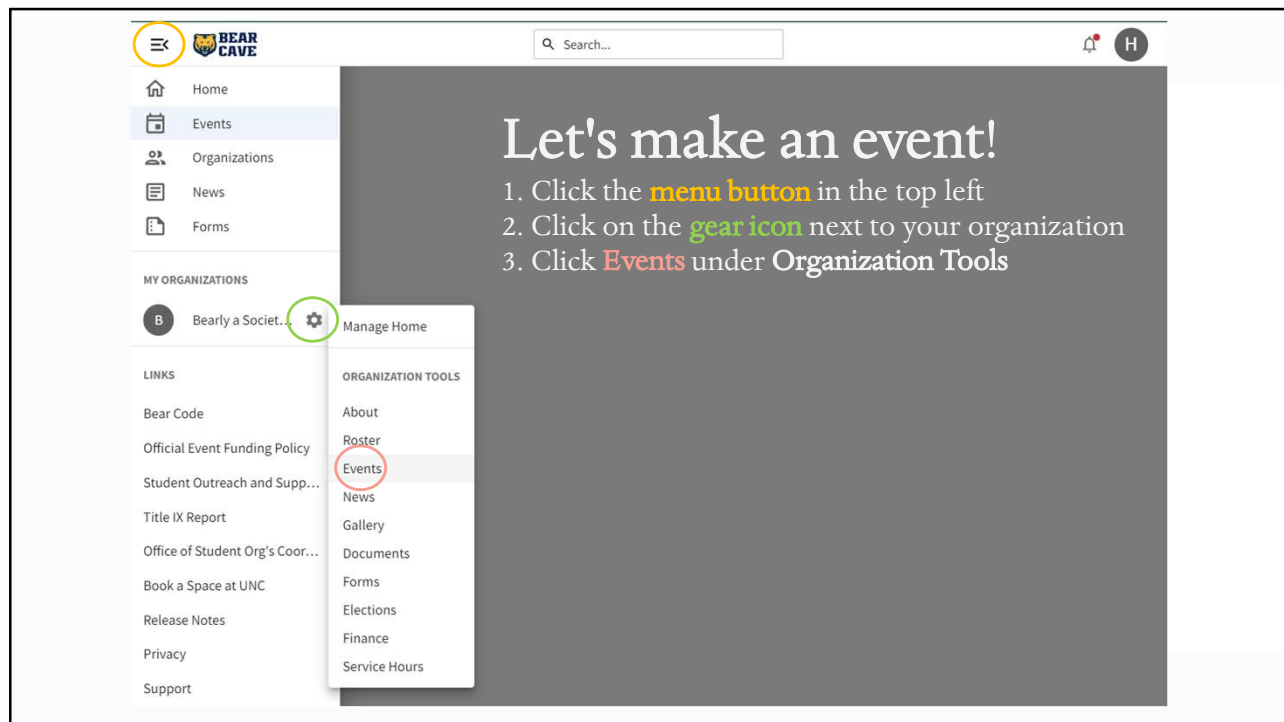 BEAR
CAVE
Search...
H
Home
Events
Organizations
News
Forms
Let's make an event!
1. Click the menu button in the top left
2. Click on the gear icon next to your organization
3. Click Events under Organization Tools
MY ORGANIZATIONS
B Bearly a Societ...
LINKS
Bear Code
Official Event Funding Policy
Student Outreach and Supp...
Title IX Report
Office of Student Org's Coor...
Book a Space at UNC
Release Notes
Privacy
Support
Manage Home
ORGANIZATION TOOLS
About
Roster
Events
News
Gallery
Documents
Forms
Elections
Finance
Service Hours